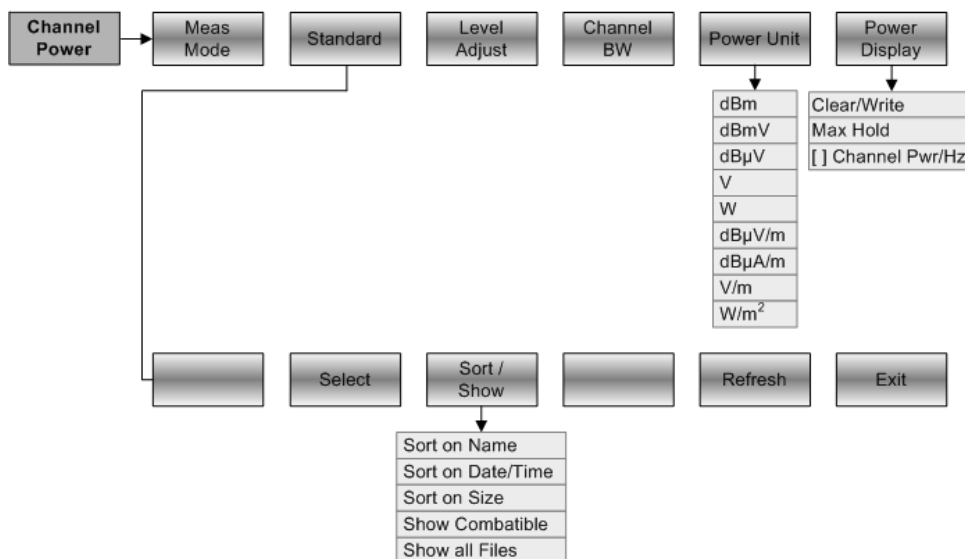 Channel
Power
Meas
Mode
Standard
Level
Adjust
Channel
BW
Power Unit
Power
Display
dBm
dBmV
dBµV
V
W
dBµV/m
dBµA/m
V/m
W/m²
Clear/Write
Max Hold
[ ] Channel Pwr/Hz
Select
Sort /
Show
Refresh
Exit
Sort on Name
Sort on Date/Time
Sort on Size
Show Combatible
Show all Files